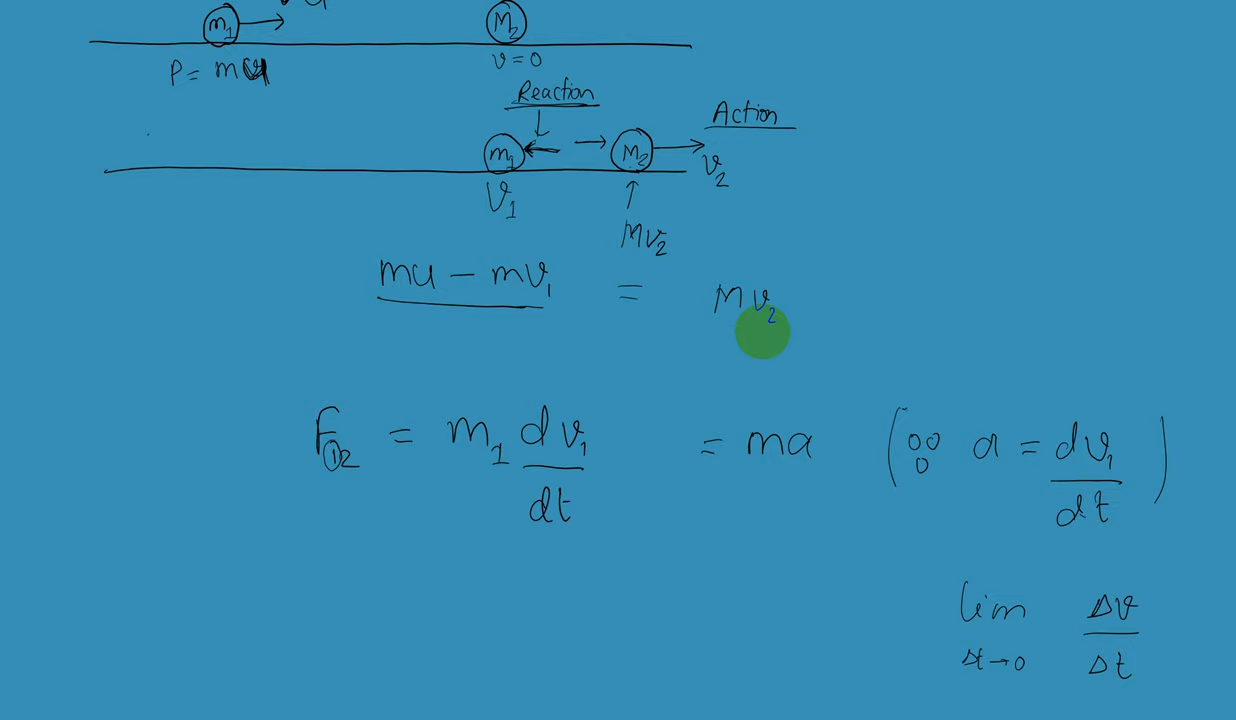 m₁ M₂
P = mu v = 0
Reaction
Action
m₁ M₂
v₂
V₁
Mv₂
mu - mv₁ = Mv₂
F₁₂ = m₁ dv₁/dt = ma (∵ a = dv₁/dt)
lim Δt→0 Δv/Δt